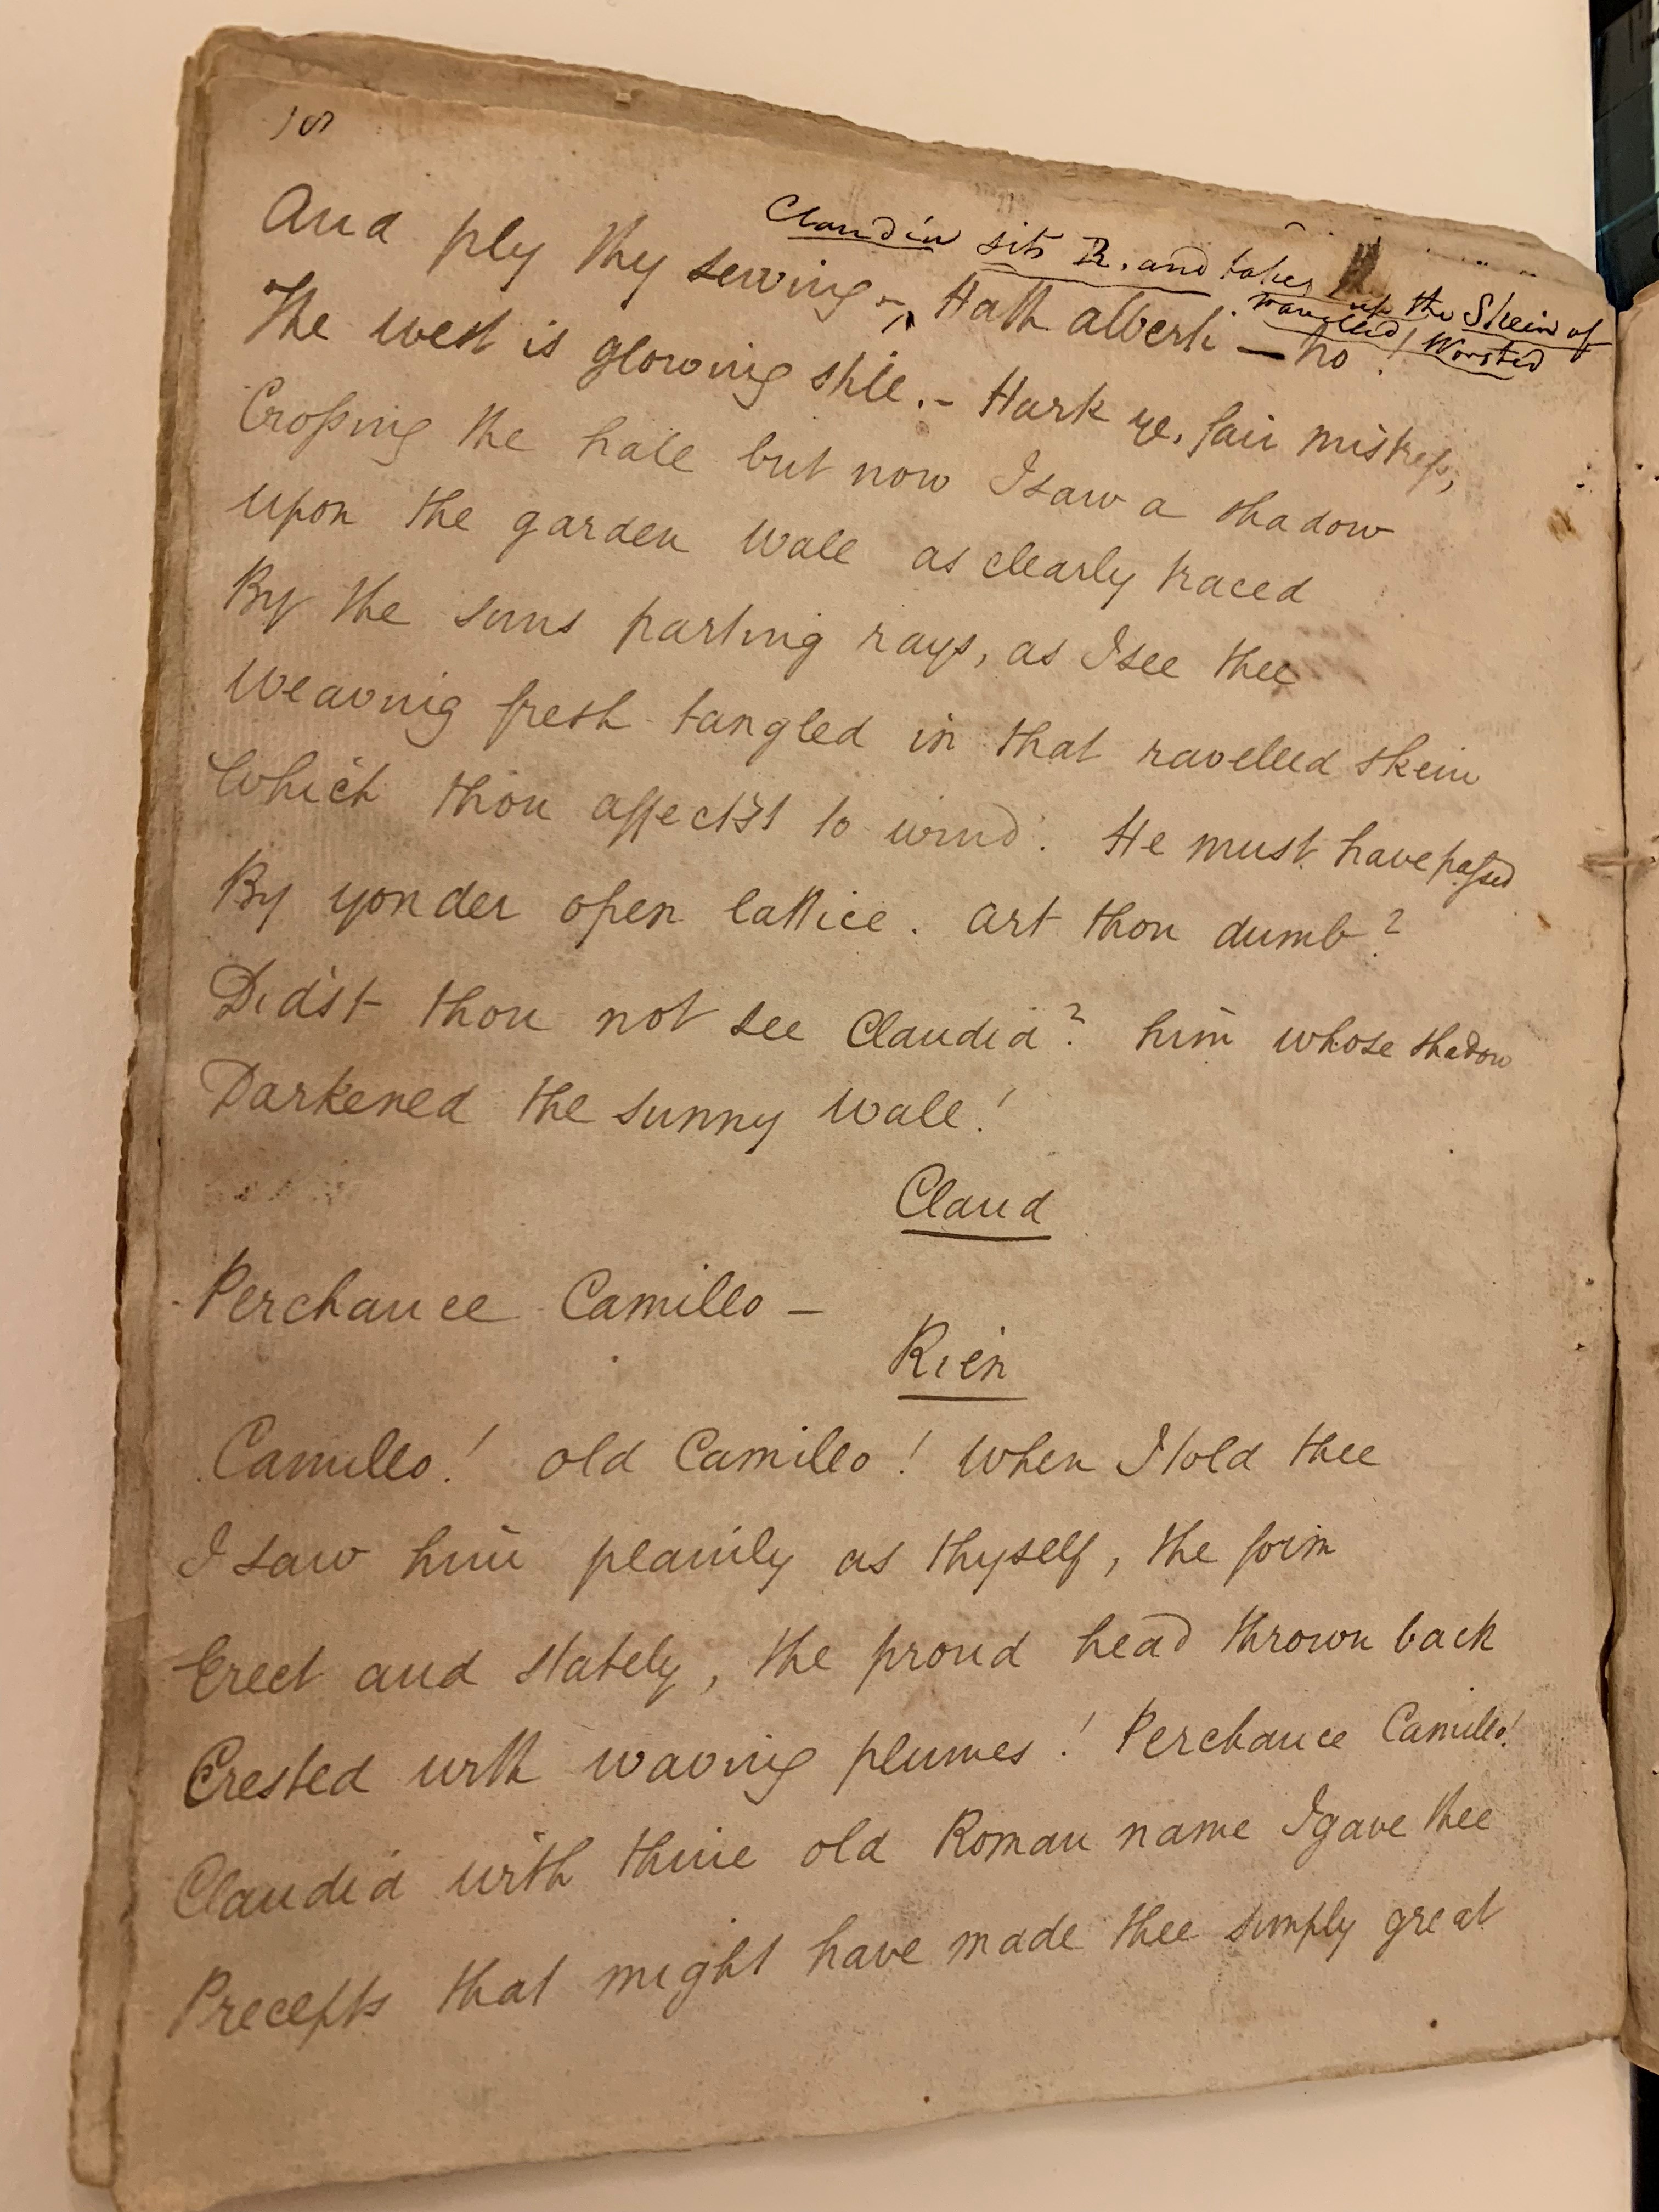 18
Claudia sits R. and takes up the Skein of
ravelled Worsted
And ply thy sewing –, Hath alberti – no !
The west is glowing still. – Hark ye, fair mistress,
Crossing the hall but now I saw a shadow
upon the garden wall as clearly traced
By the suns parting rays, as I see thee
Weaving fresh tangled in that ravelled skein
Which thou affectst to wind. He must have passed
By yonder open lattice. art thou dumb?
Did'st thou not see Claudia? him whose shadow
Darkened the sunny wall!
Claud
Perchance Camillo –
Rien
Camillo! old Camillo! When I told thee
I saw him plainly as thyself, the form
Erect and stately, the proud head thrown back
Crested with waving plumes! Perchance Camillo!
Claudia with thine old Roman name I gave thee
Precepts that might have made thee simply great